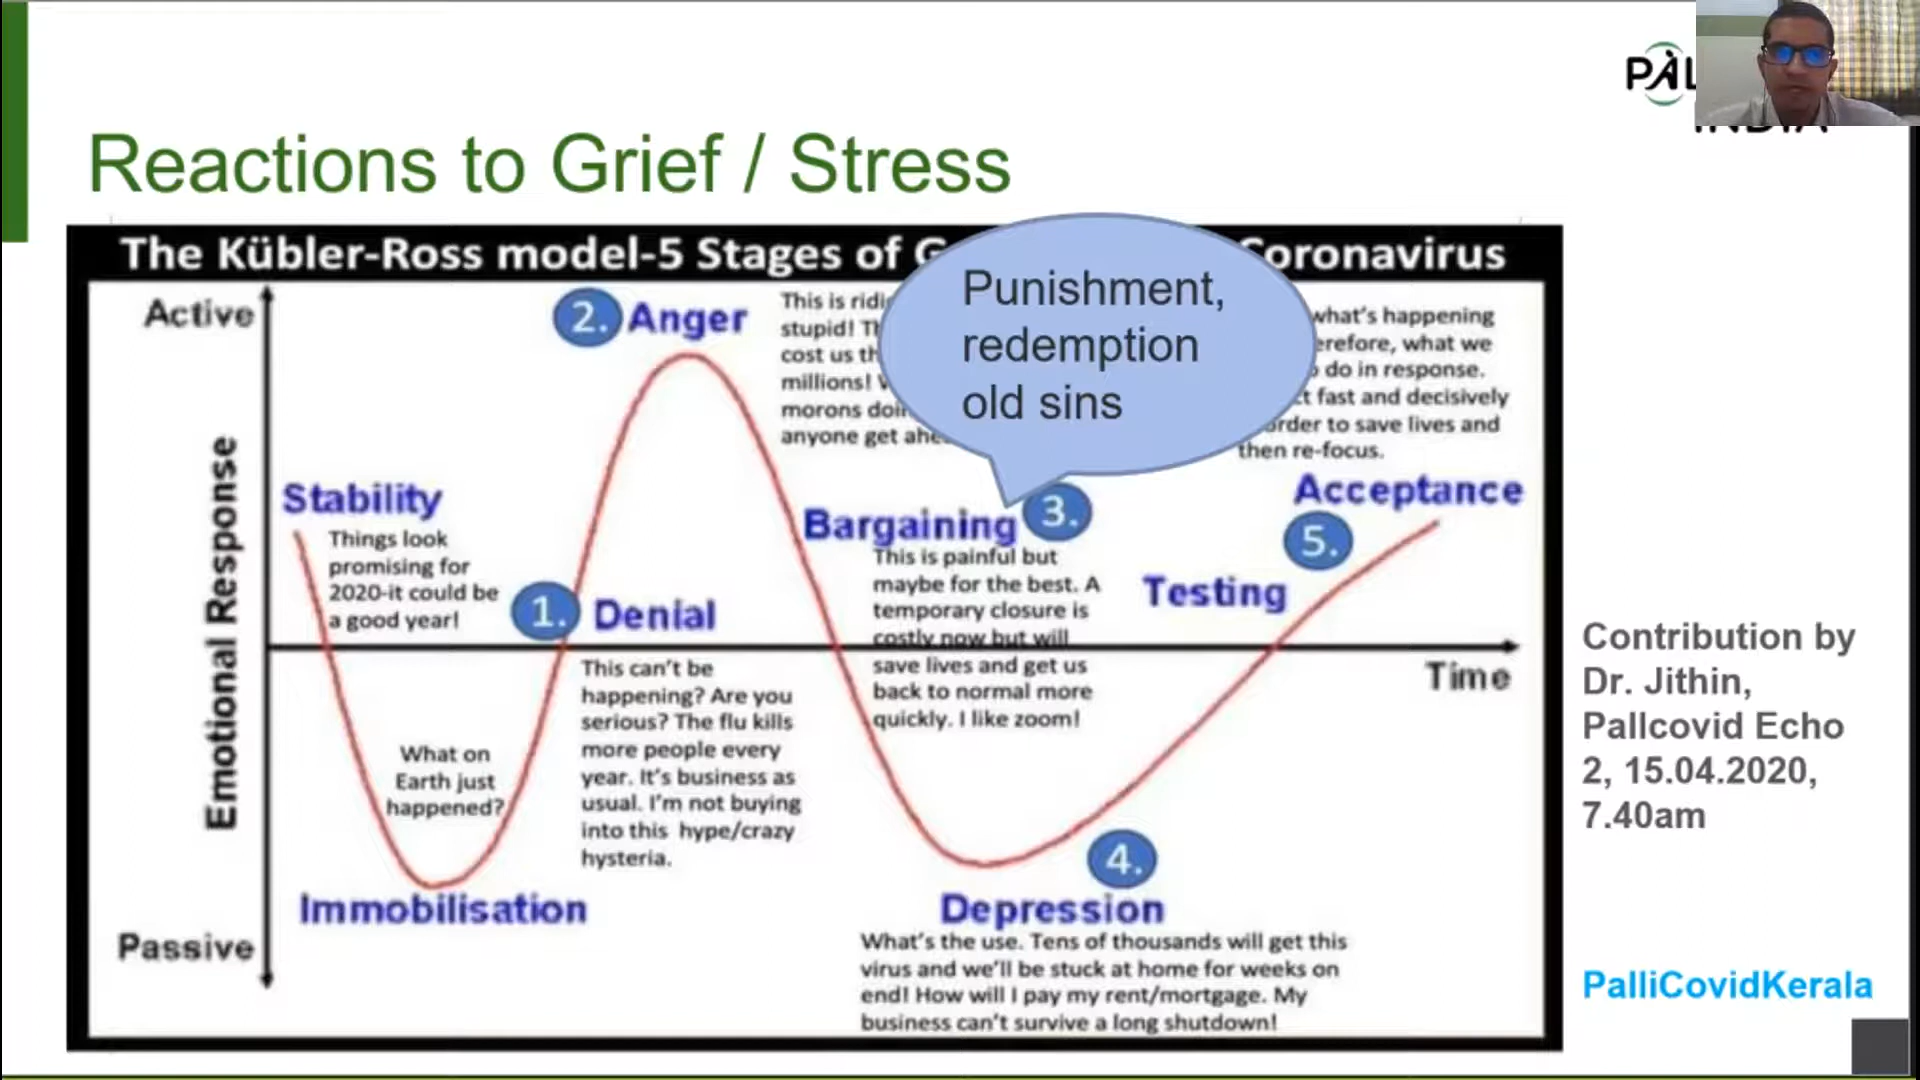 PAL
INDIA
Reactions to Grief / Stress
The Kübler-Ross model-5 Stages of G
oronavirus
Punishment,
redemption
old sins
Active
Emotional Response
Passive
Time
Stability
Things look
promising for
2020-it could be
a good year!
What on
Earth just
happened?
Immobilisation
1. Denial
This can't be
happening? Are you
serious? The flu kills
more people every
year. It's business as
usual. I'm not buying
into this hype/crazy
hysteria.
2. Anger
This is
stupid!
cost us
millions!
morons
anyone get
Bargaining 3.
This is painful but
maybe for the best. A
temporary closure is
costly now but will
save lives and get us
back to normal more
quickly. I like zoom!
4.
Depression
What's the use. Tens of thousands will get this
virus and we'll be stuck at home for weeks on
end! How will I pay my rent/mortgage. My
business can't survive a long shutdown!
Testing
what's happening
what we
do in response.
fast and decisively
order to save lives and
then re-focus.
Acceptance
5.
Contribution by
Dr. Jithin,
Pallcovid Echo
2, 15.04.2020,
7.40am
PalliCovidKerala